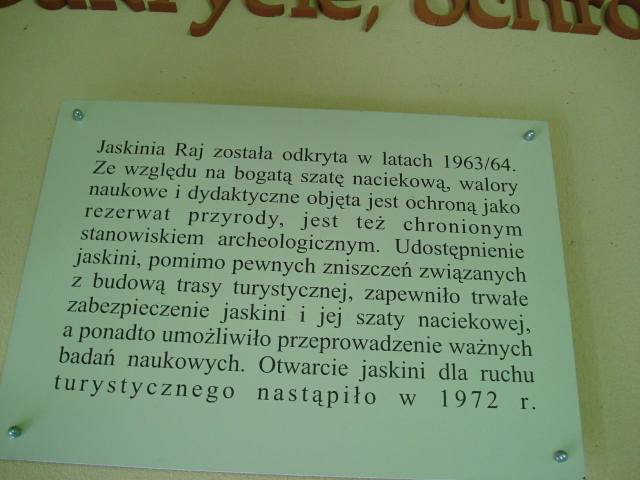 odkrycie, ochro
Jaskinia Raj została odkryta w latach 1963/64.
Ze względu na bogatą szatę naciekową, walory
naukowe i dydaktyczne objęta jest ochroną jako
rezerwat przyrody, jest też chronionym
stanowiskiem archeologicznym. Udostępnienie
jaskini, pomimo pewnych zniszczeń związanych
z budową trasy turystycznej, zapewniło trwałe
zabezpieczenie jaskini i jej szaty naciekowej,
a ponadto umożliwiło przeprowadzenie ważnych
badań naukowych. Otwarcie jaskini dla ruchu
turystycznego nastąpiło w 1972 r.